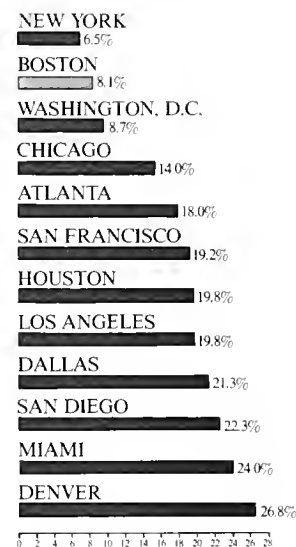 NEW YORK
6.5%
BOSTON
8.1%
WASHINGTON, D.C.
8.7%
CHICAGO
14.0%
ATLANTA
18.0%
SAN FRANCISCO
19.2%
HOUSTON
19.8%
LOS ANGELES
19.8%
DALLAS
21.3%
SAN DIEGO
22.3%
MIAMI
24.0%
DENVER
26.8%
0 2 4 6 8 10 12 14 16 18 20 22 24 26 28